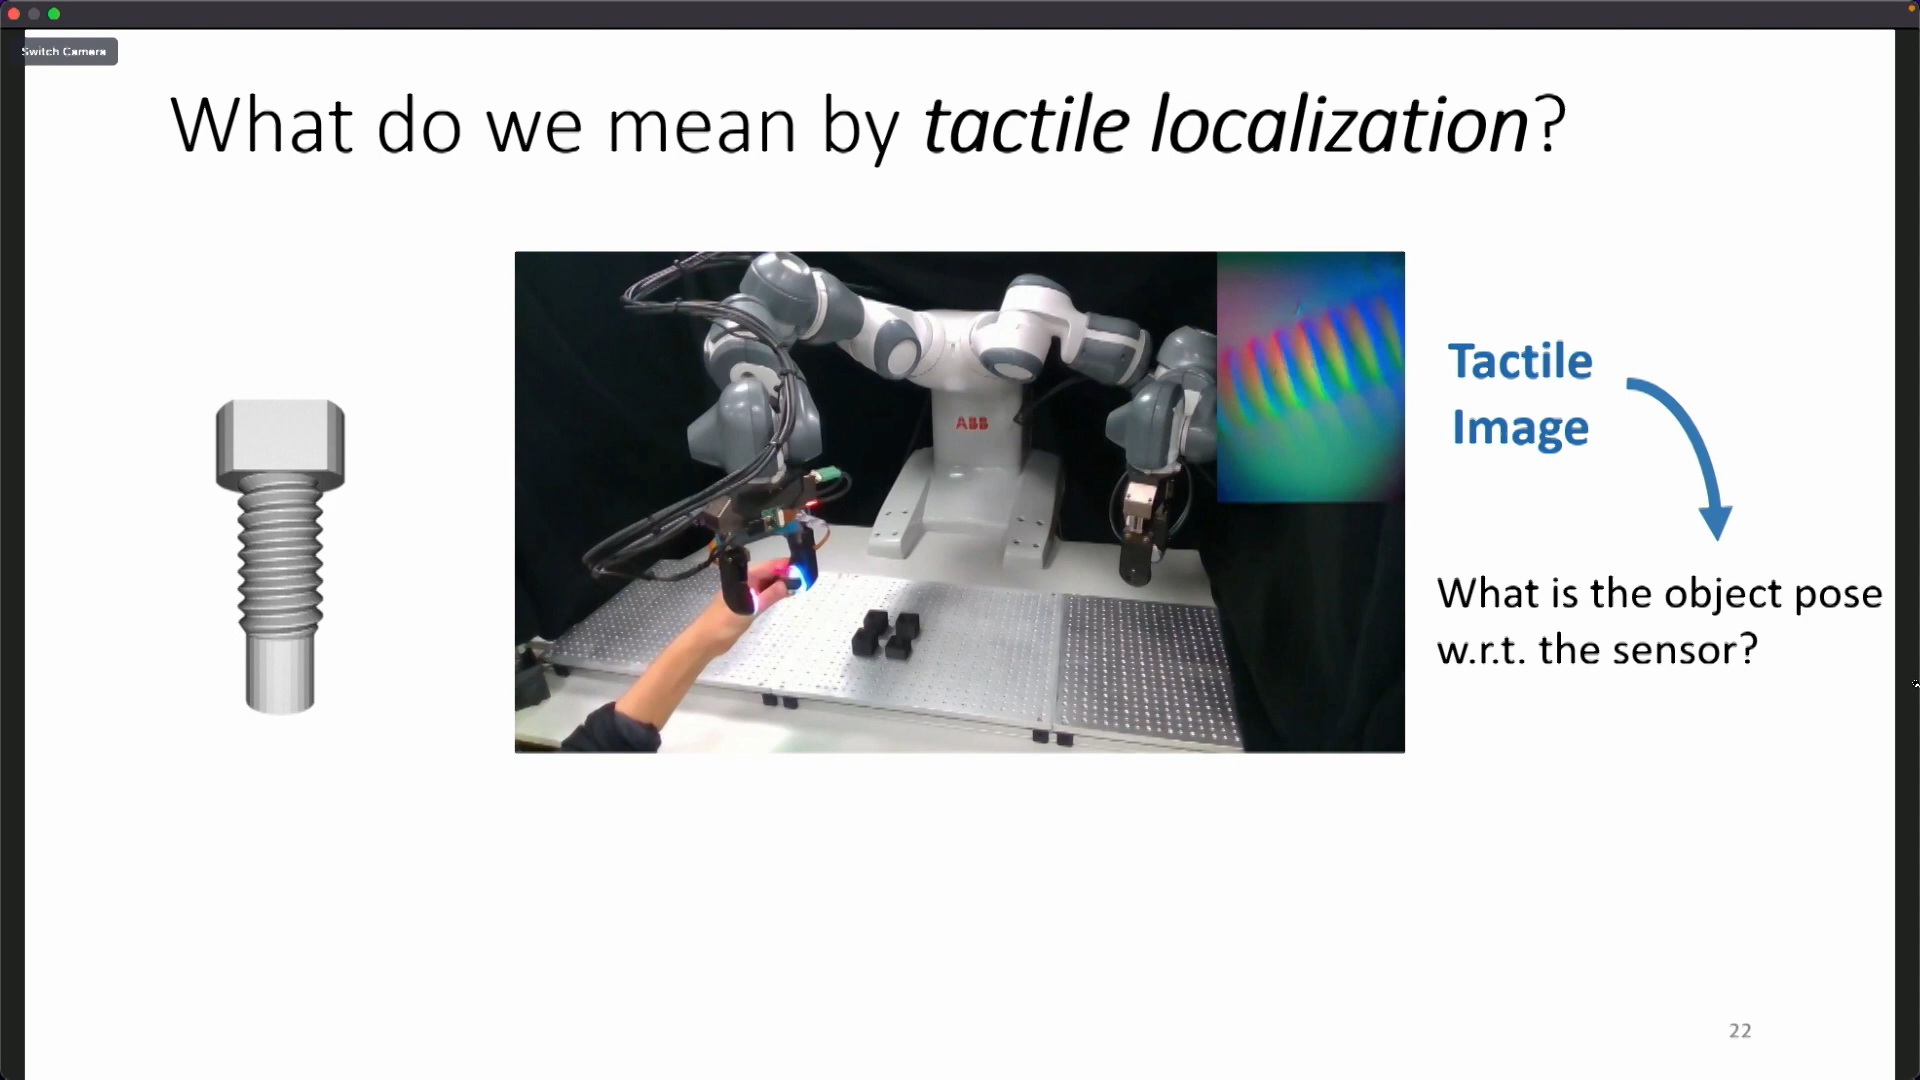 Switch Camera
What do we mean by tactile localization?
ABB
Tactile
Image
What is the object pose
w.r.t. the sensor?
22